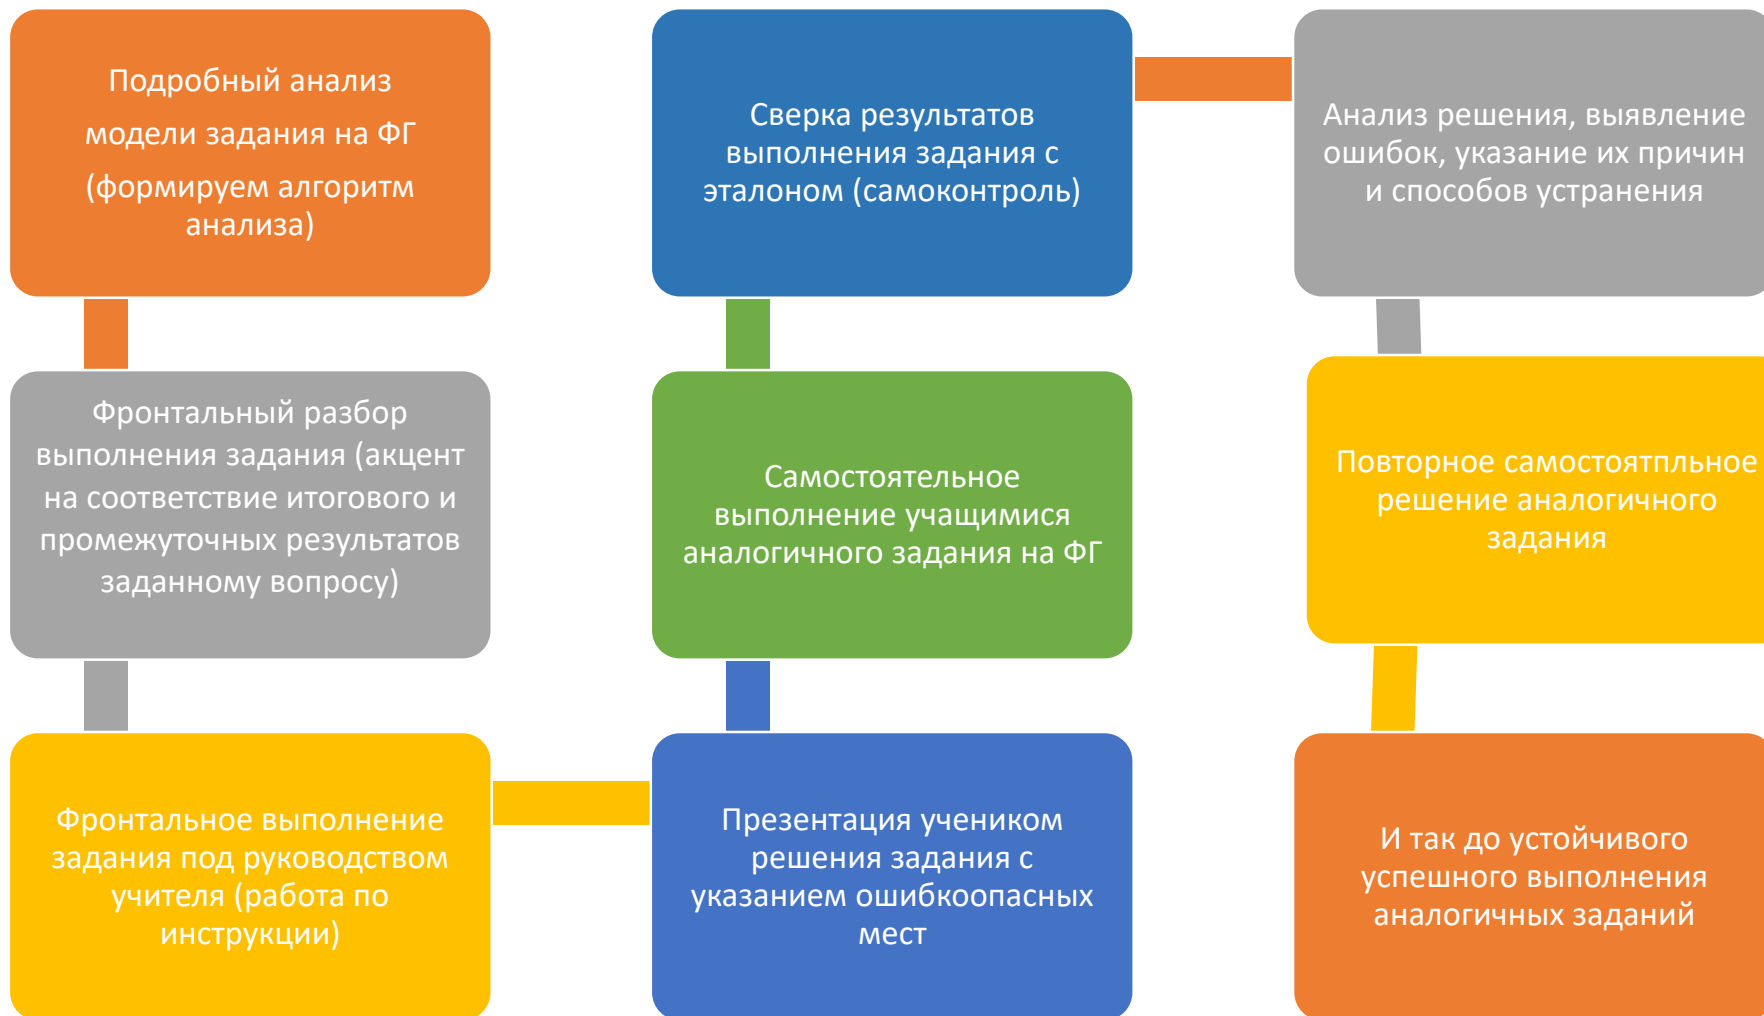 Подробный анализ
модели задания на ФГ
(формируем алгоритм
анализа)
Фронтальный разбор
выполнения задания (акцент
на соответствие итогового и
промежуточных результатов
заданному вопросу)
Фронтальное выполнение
задания под руководством
учителя (работа по
инструкции)
Презентация учеником
решения задания с
указанием ошибкоопасных
мест
Самостоятельное
выполнение учащимися
аналогичного задания на ФГ
Сверка результатов
выполнения задания с
эталоном (самоконтроль)
Анализ решения, выявление
ошибок, указание их причин
и способов устранения
Повторное самостоятпльное
решение аналогичного
задания
И так до устойчивого
успешного выполнения
аналогичных заданий